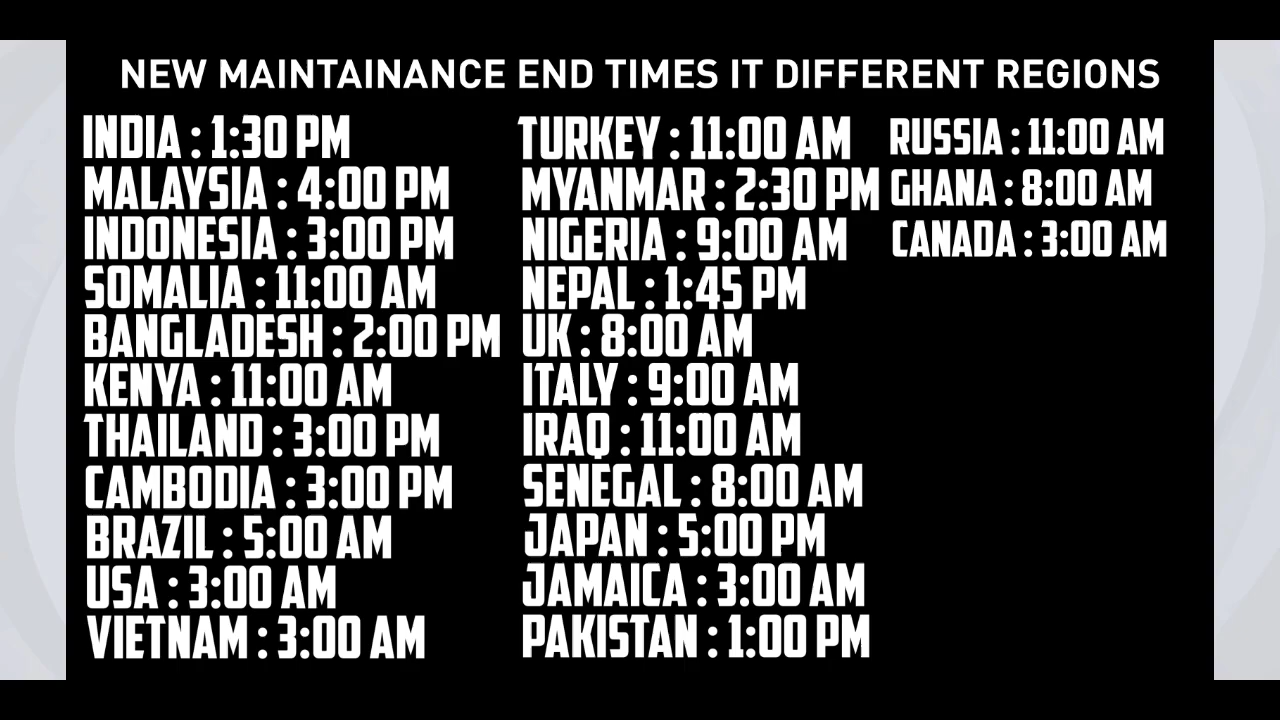 NEW MAINTAINANCE END TIMES IT DIFFERENT REGIONS
INDIA : 1:30 PM
MALAYSIA : 4:00 PM
INDONESIA : 3:00 PM
SOMALIA : 11:00 AM
BANGLADESH : 2:00 PM
KENYA : 11:00 AM
THAILAND : 3:00 PM
CAMBODIA : 3:00 PM
BRAZIL : 5:00 AM
USA : 3:00 AM
VIETNAM : 3:00 AM
TURKEY : 11:00 AM
MYANMAR : 2:30 PM
NIGERIA : 9:00 AM
NEPAL : 1:45 PM
UK : 8:00 AM
ITALY : 9:00 AM
IRAQ : 11:00 AM
SENEGAL : 8:00 AM
JAPAN : 5:00 PM
JAMAICA : 3:00 AM
PAKISTAN : 1:00 PM
RUSSIA : 11:00 AM
GHANA : 8:00 AM
CANADA : 3:00 AM